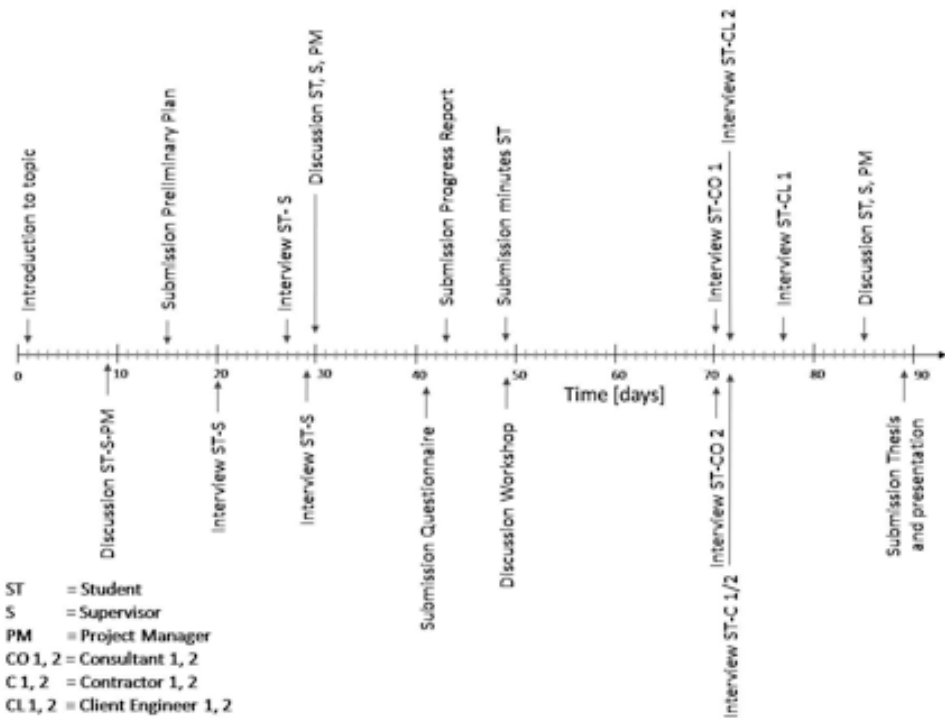 Introduction to topic
Submission Preliminary Plan
Interview ST- S
Discussion ST, S, PM
Submission Progress Report
Submission minutes ST
Interview ST-CO 1
Interview ST-CL 2
Interview ST-CL 1
Discussion ST, S, PM
0 10 20 30 40 50 60 70 80 90
Time [days]
Discussion ST-S-PM
Interview ST-S
Interview ST-S
Submission Questionnaire
Discussion Workshop
Interview ST-CO 2
Interview ST-C 1/2
Submission Thesis
and presentation
ST = Student
S = Supervisor
PM = Project Manager
CO 1, 2 = Consultant 1, 2
C 1, 2 = Contractor 1, 2
CL 1, 2 = Client Engineer 1, 2